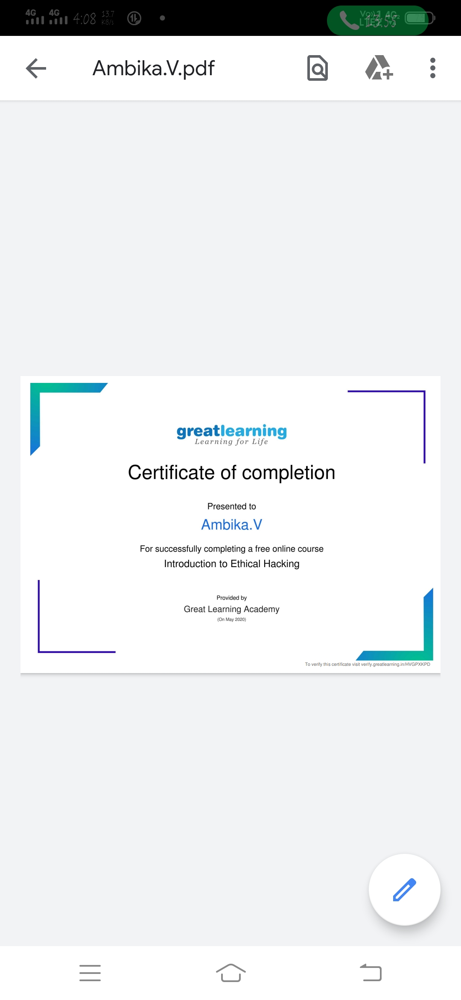 4G 4G 4:08 13.7 KB/s
Ambika.V.pdf
greatlearning
Learning for Life
Certificate of completion
Presented to
Ambika.V
For successfully completing a free online course
Introduction to Ethical Hacking
Provided by
Great Learning Academy
(On May 2020)
To verify this certificate visit verify.greatlearning.in/HVGPXKPD